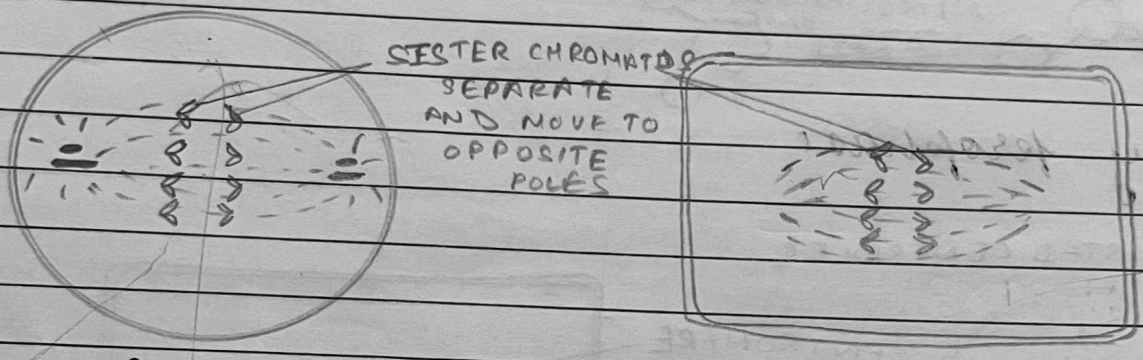 SISTER CHROMATIDS
SEPARATE
AND MOVE TO
OPPOSITE
POLES